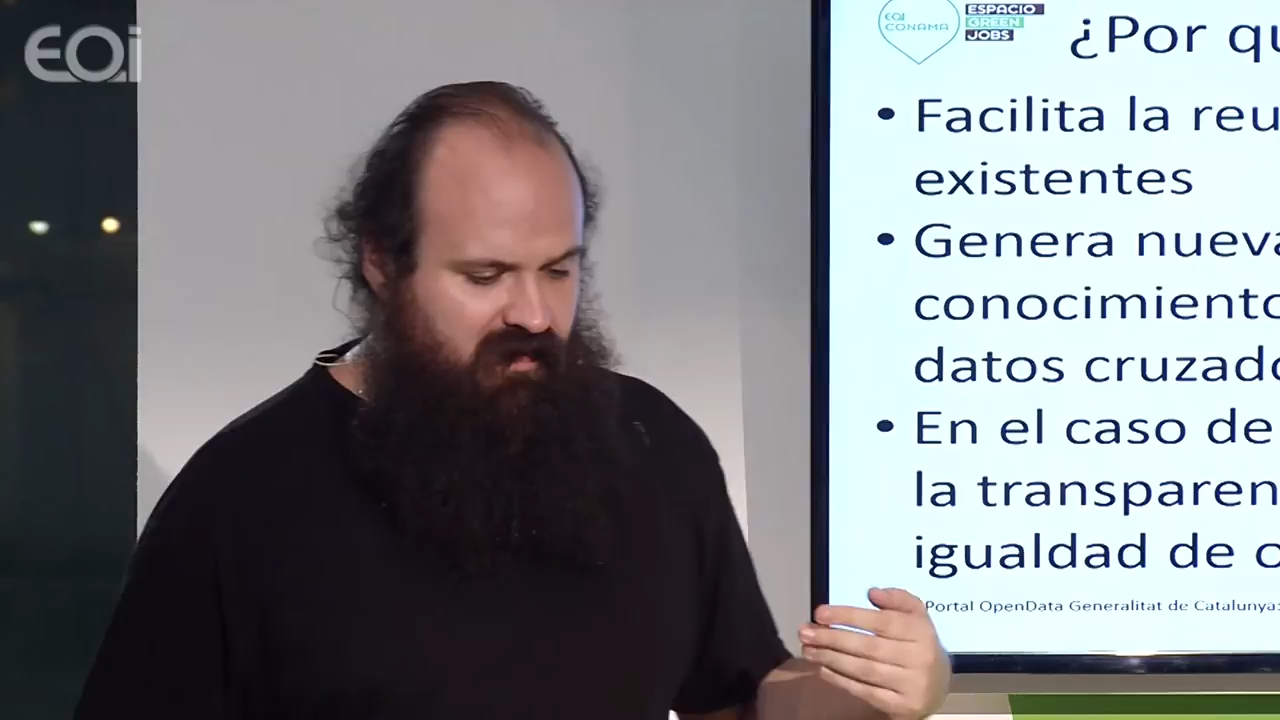 EOi
EOI
CONAMA
ESPACIO
GREEN
JOBS
¿Por qu
Facilita la reu
existentes
Genera nueva
conocimiento
datos cruzado
En el caso de
la transparen
igualdad de o
Portal OpenData Generalitat de Catalunya: